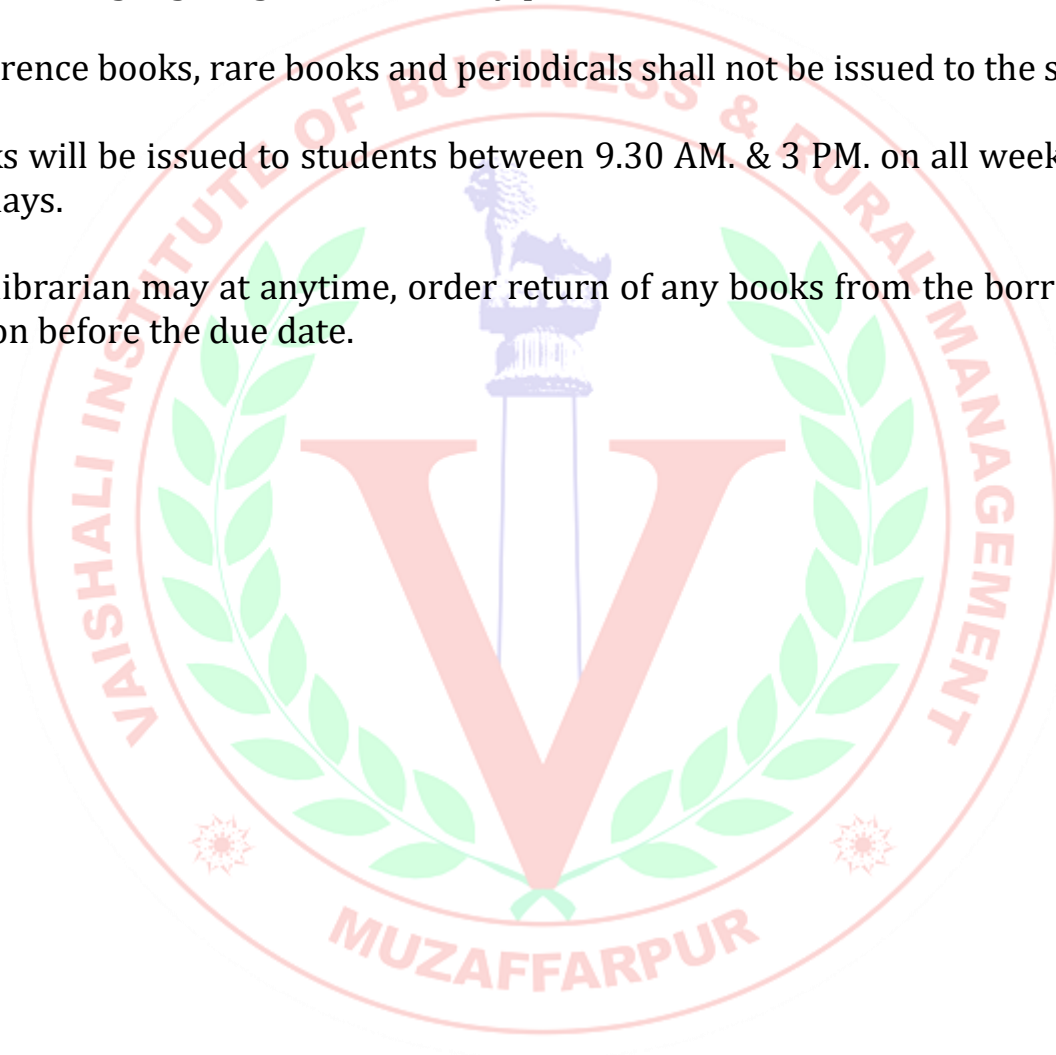 rence books, rare books and periodicals shall not be issued to the s
s will be issued to students between 9.30 AM. & 3 PM. on all week
ays.
ibrarian may at anytime, order return of any books from the borr
on before the due date.
VAISHALI INSTITUTE OF BUSINESS & RURAL MANAGEMENT
V
MUZAFFARPUR